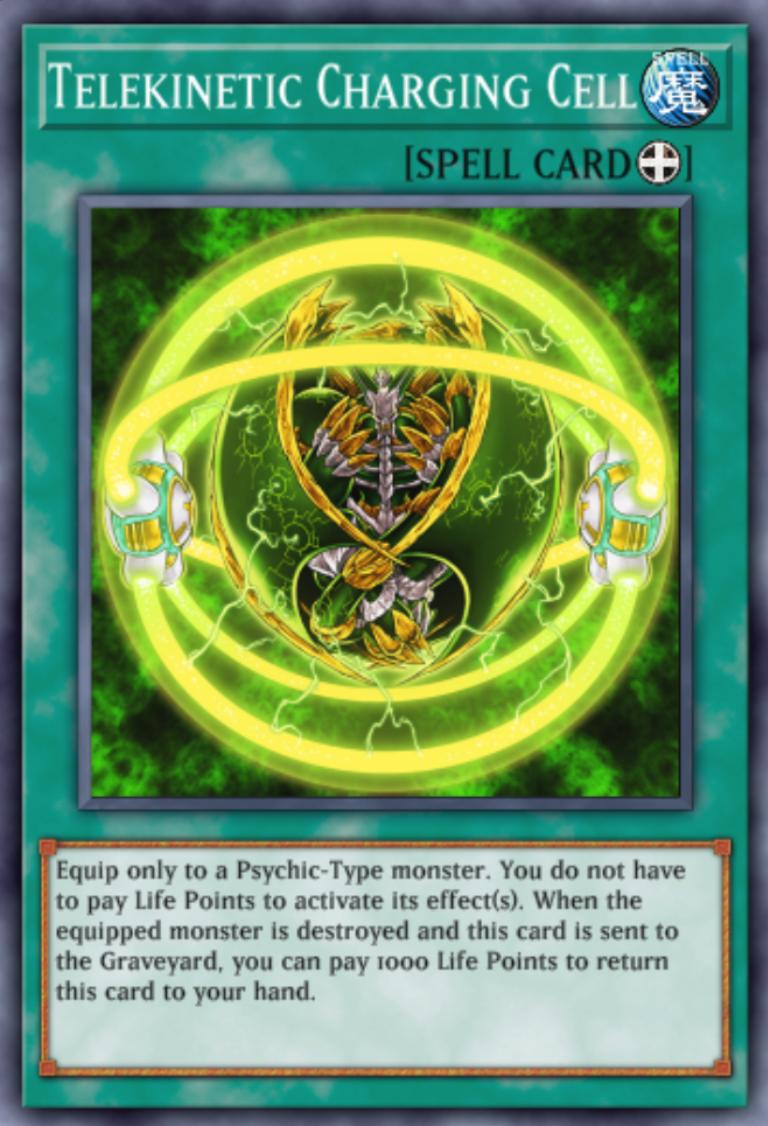 TELEKINETIC CHARGING CELL
SPELL
魔
[SPELL CARD]
Equip only to a Psychic-Type monster. You do not have
to pay Life Points to activate its effect(s). When the
equipped monster is destroyed and this card is sent to
the Graveyard, you can pay 1000 Life Points to return
this card to your hand.